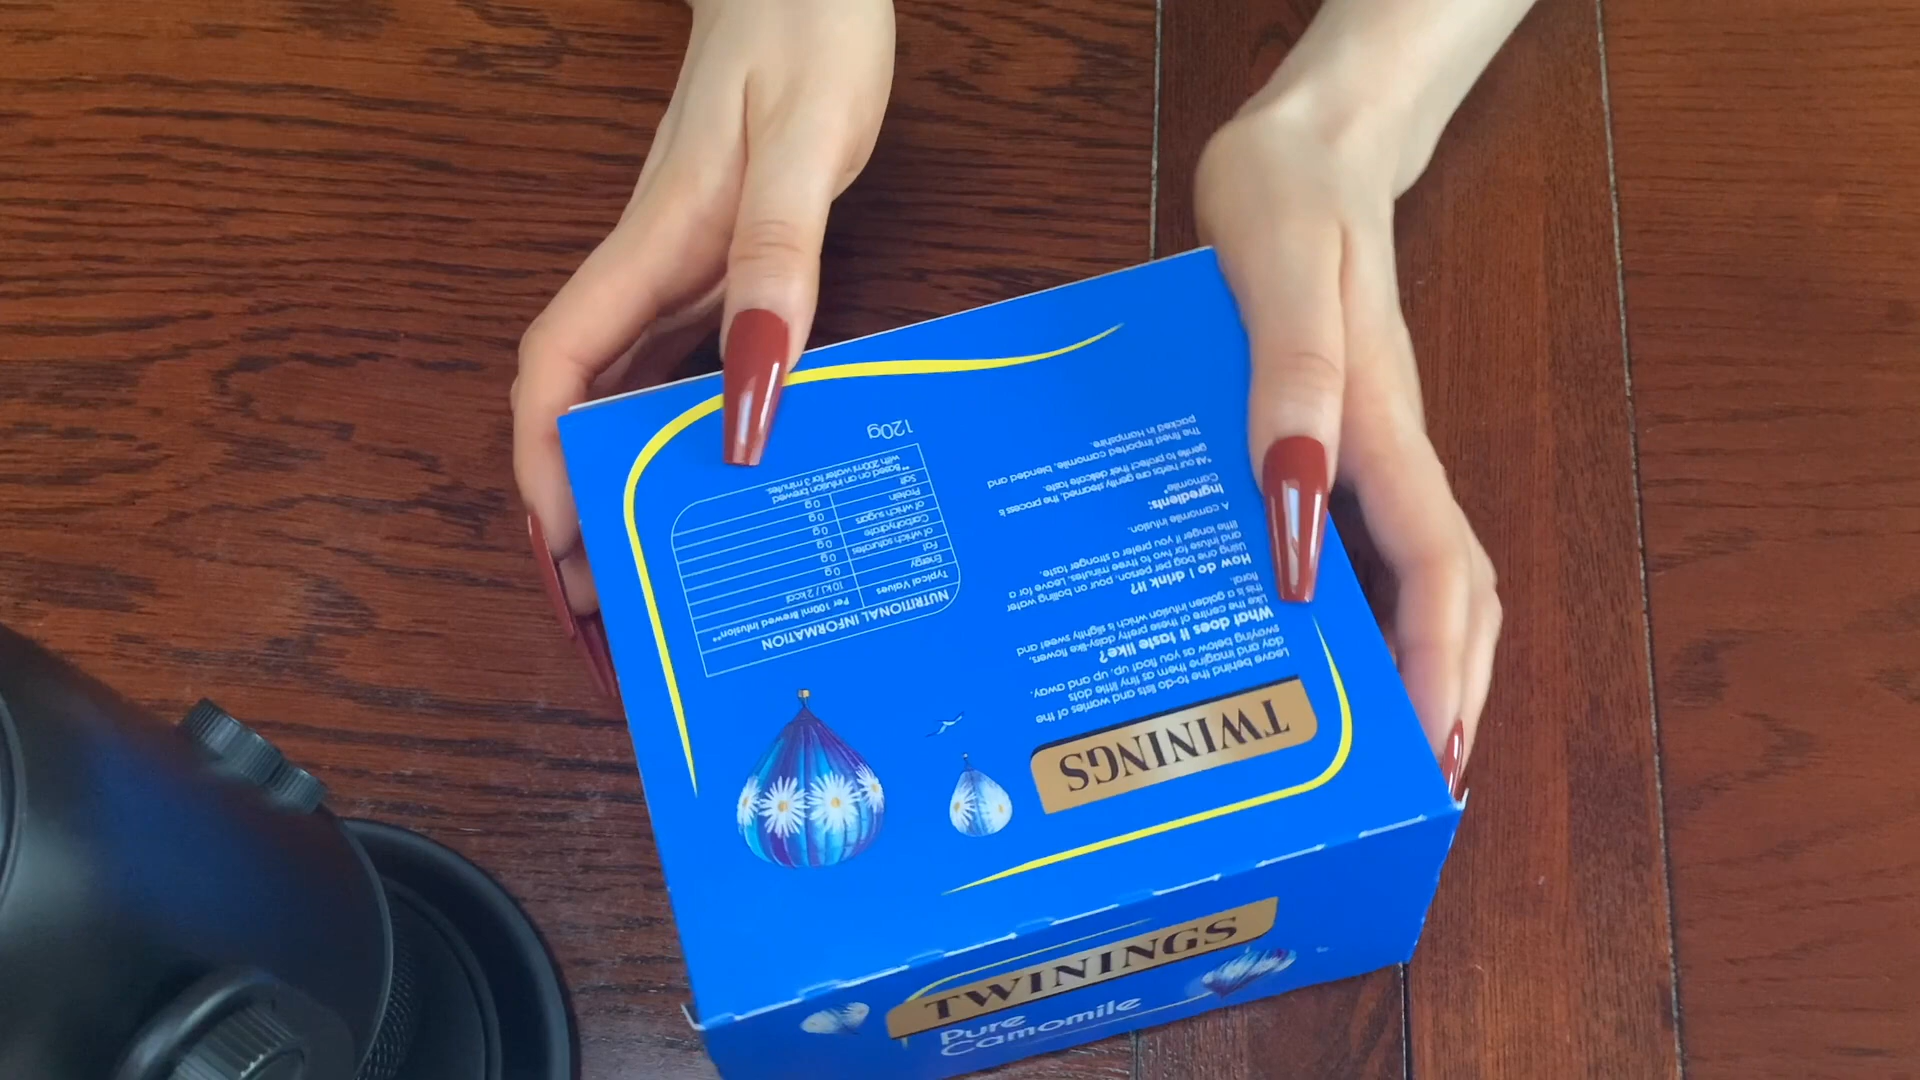 TWININGS
Leave behind the to-do lists and worries of the
day and imagine them as tiny little dots
swaying below as you float up, up and away.
What does it taste like?
Like the centre of these pretty daisy-like flowers,
this is a golden infusion which is slightly sweet and
floral.
How do I drink it?
Using one bag per person, pour on boiling water
and infuse for two to three minutes. Leave for a
little longer if you prefer a stronger taste.
A camomile infusion.
Ingredients:
Camomile*
*All our herbs are gently steamed, the process is
gentle to protect their delicate taste.
The finest imported camomile, blended and
packed in Hampshire.
NUTRITIONAL INFORMATION
Typical Values Per 100ml Brewed Infusion**
Energy 10 kJ / 2 kcal
Fat 0g
of which saturates 0g
Carbohydrate 0g
of which sugars 0g
Protein 0g
Salt 0g
**Based on an infusion brewed
with 200ml water for 3 minutes.
120g
TWININGS
Pure
Camomile